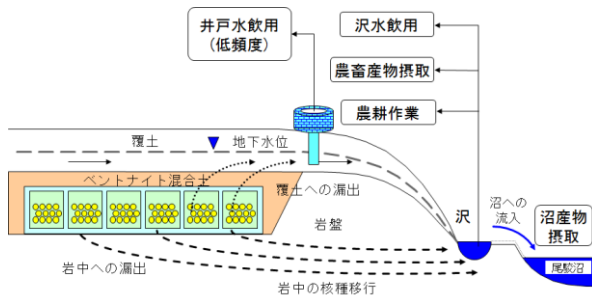 井戸水飲用
(低頻度)
沢水飲用
農畜産物摂取
農耕作業
覆土
地下水位
ベントナイト混合土
覆土への漏出
岩盤
沢
沼への
流入
沼産物
摂取
尾駮沼
岩中への漏出
岩中の核種移行